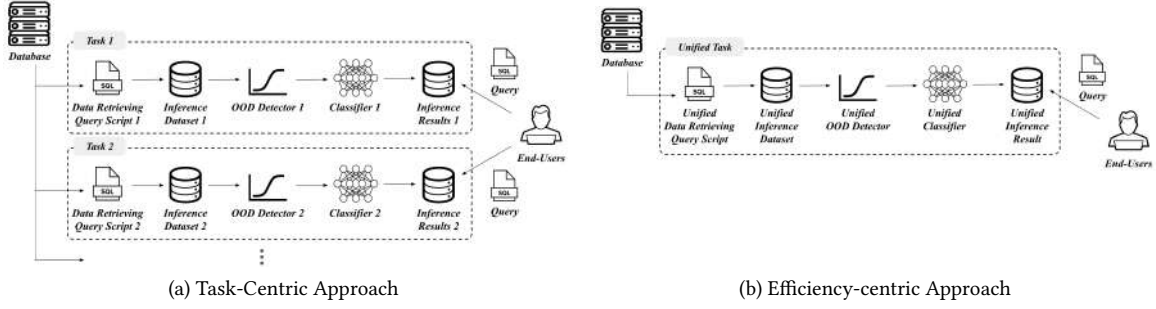 Database
Task 1
SQL
Data Retrieving
Query Script 1
Inference
Dataset 1
OOD Detector 1
Classifier 1
Inference
Results 1
SQL
Query
End-Users
Task 2
SQL
Data Retrieving
Query Script 2
Inference
Dataset 2
OOD Detector 2
Classifier 2
Inference
Results 2
SQL
Query
(a) Task-Centric Approach
Database
Unified Task
SQL
Unified
Data Retrieving
Query Script
Unified
Inference
Dataset
Unified
OOD Detector
Unified
Classifier
Unified
Inference
Result
SQL
Query
End-Users
(b) Efficiency-centric Approach